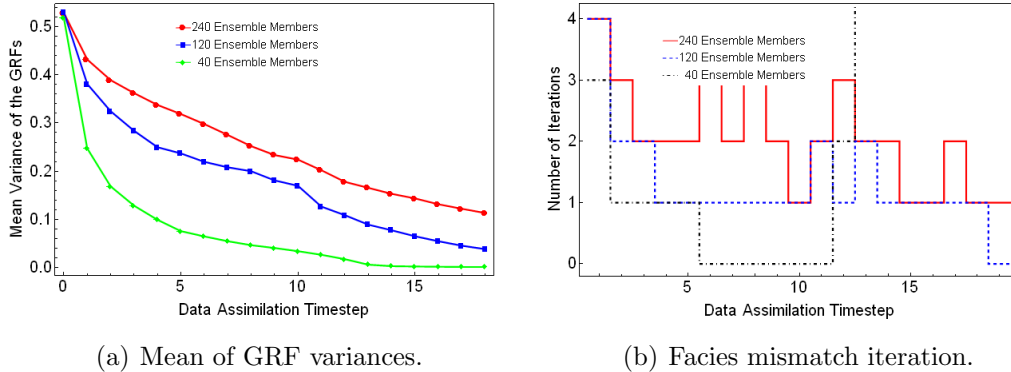 0.5
0.4
0.3
0.2
0.1
0.0
Mean Variance of the GRFs
240 Ensemble Members
120 Ensemble Members
40 Ensemble Members
0 5 10 15
Data Assimilation Timestep
(a) Mean of GRF variances.
4
3
2
1
0
Number of Iterations
240 Ensemble Members
120 Ensemble Members
40 Ensemble Members
5 10 15
Data Assimilation Timestep
(b) Facies mismatch iteration.